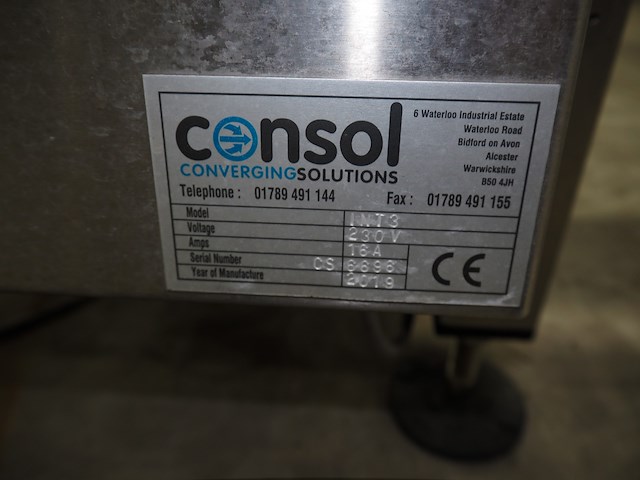 consol
CONVERGINGSOLUTIONS
6 Waterloo Industrial Estate
Waterloo Road
Bidford on Avon
Alcester
Warwickshire
B50 4JH
Telephone : 01789 491 144 Fax : 01789 491 155
Model INT3
Voltage 230V
Amps 16A
Serial Number CS
Year of Manufacture 2019
CE